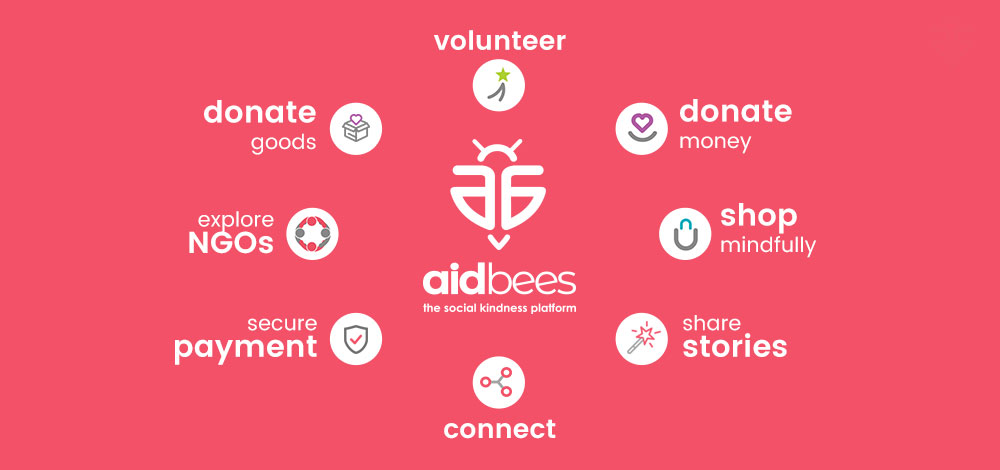 volunteer
donate
goods
donate
money
explore
NGOs
shop
mindfully
aidbees
the social kindness platform
secure
payment
share
stories
connect